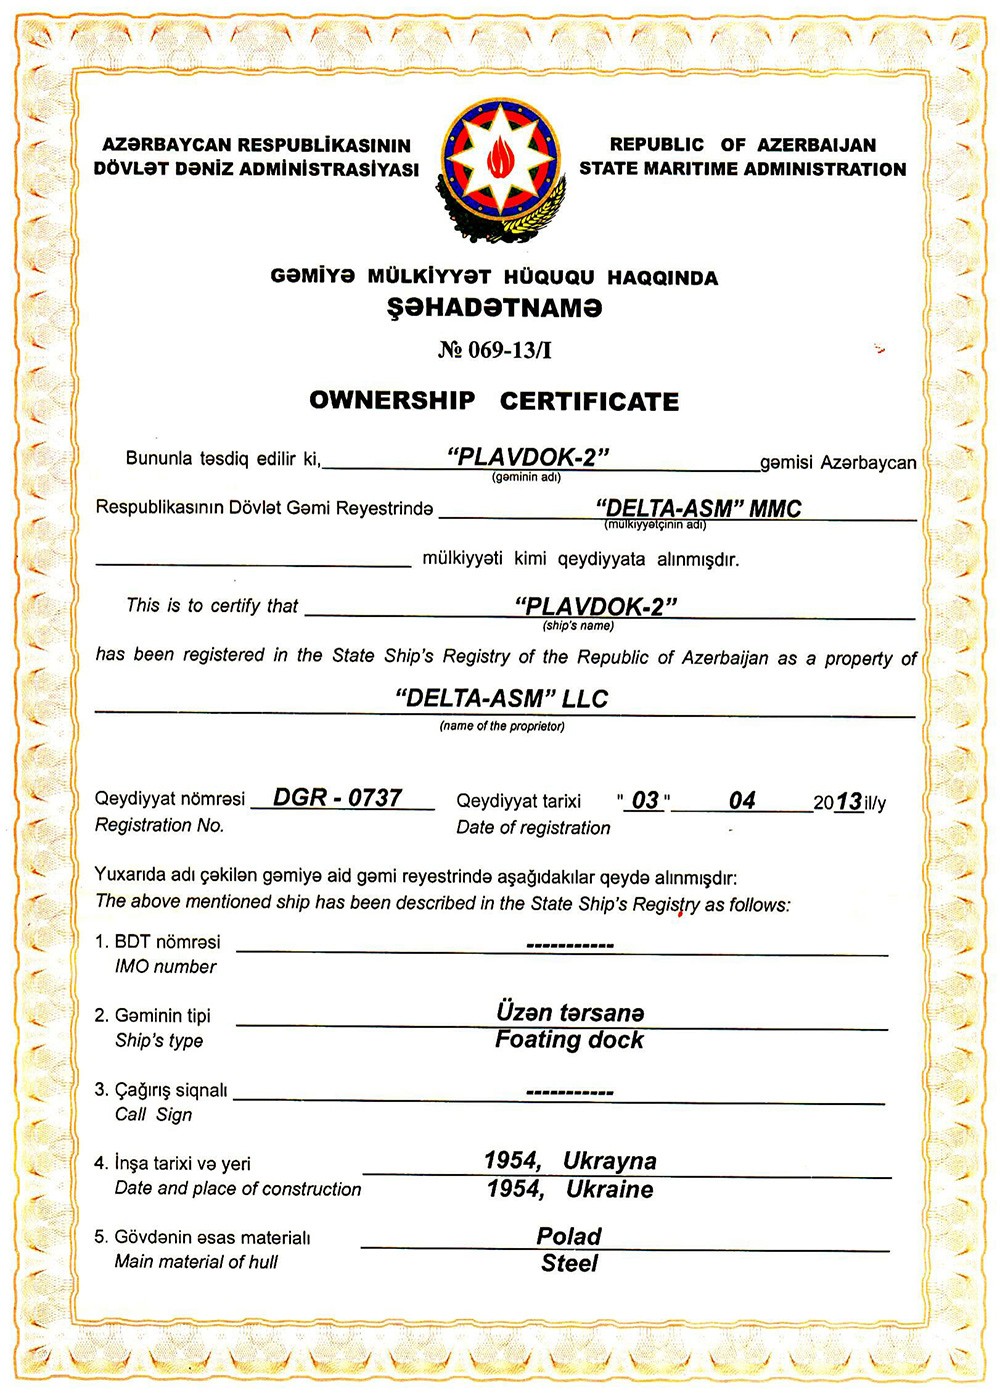 AZƏRBAYCAN RESPUBLİKASININ
DÖVLƏT DƏNİZ ADMİNİSTRASİYASI
REPUBLIC OF AZERBAIJAN
STATE MARITIME ADMINISTRATION
GƏMİYƏ MÜLKİYYƏT HÜQUQU HAQQINDA
ŞƏHADƏTNAMƏ
№ 069-13/I
OWNERSHIP CERTIFICATE
Bununla təsdiq edilir ki, “PLAVDOK-2” gəmisi Azərbaycan
(gəminin adı)
Respublikasının Dövlət Gəmi Reyestrində “DELTA-ASM” MMC
(mülkiyyətçinin adı)
mülkiyyəti kimi qeydiyyata alınmışdır.
This is to certify that “PLAVDOK-2”
(ship's name)
has been registered in the State Ship's Registry of the Republic of Azerbaijan as a property of
“DELTA-ASM” LLC
(name of the proprietor)
Qeydiyyat nömrəsi DGR - 0737 Qeydiyyat tarixi " 03 " 04 2013 il/y
Registration No. Date of registration
Yuxarıda adı çəkilən gəmiyə aid gəmi reyestrində aşağıdakılar qeydə alınmışdır:
The above mentioned ship has been described in the State Ship's Registry as follows:
1. BDT nömrəsi -----------
IMO number
2. Gəminin tipi Üzən tərsanə
Ship's type Foating dock
3. Çağırış siqnalı -----------
Call Sign
4. İnşa tarixi və yeri 1954, Ukrayna
Date and place of construction 1954, Ukraine
5. Gövdənin əsas materialı Polad
Main material of hull Steel